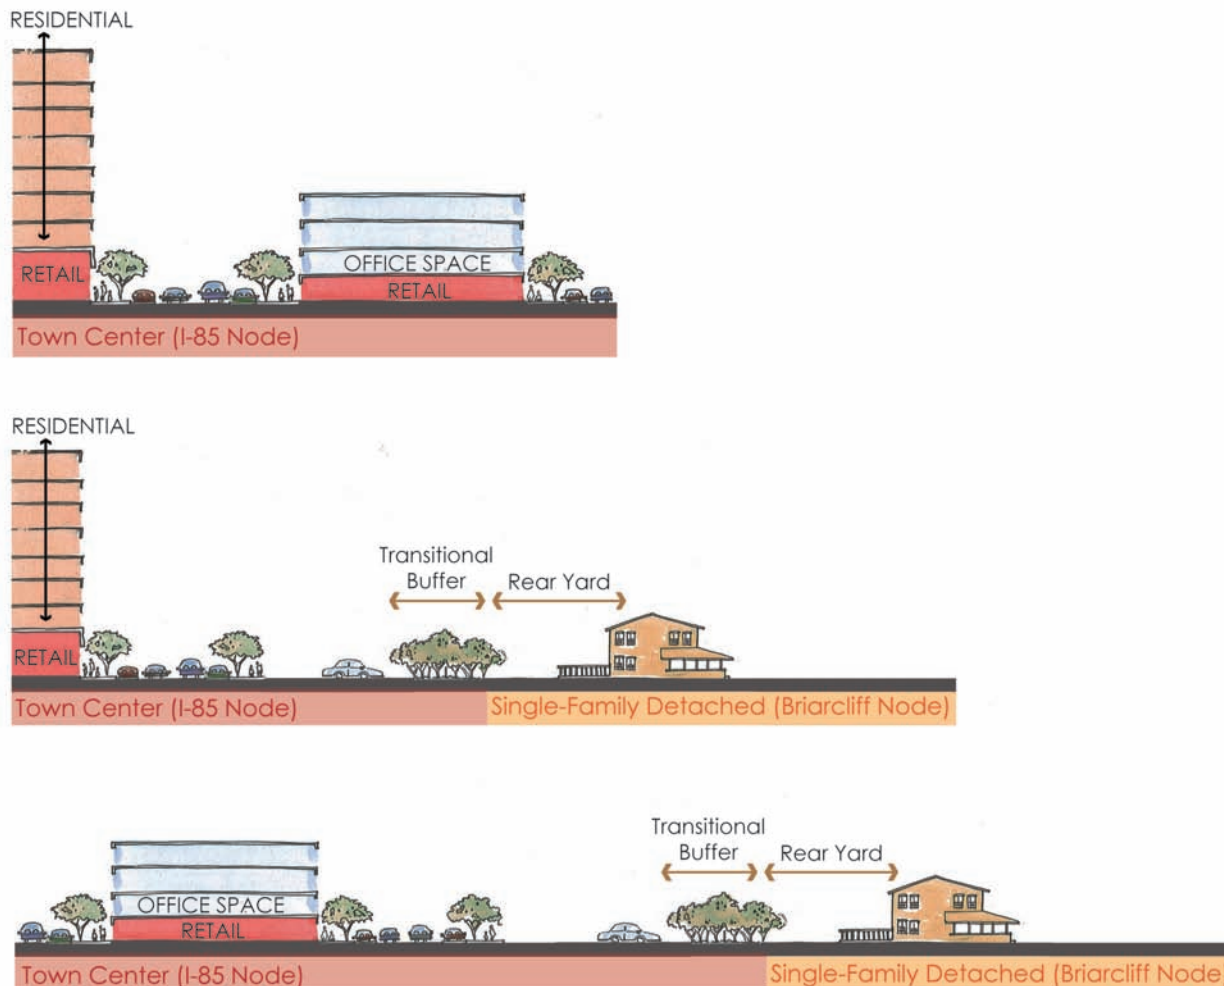 RESIDENTIAL
RETAIL
OFFICE SPACE
RETAIL
Town Center (I-85 Node)
RESIDENTIAL
Transitional
Buffer
Rear Yard
RETAIL
Town Center (I-85 Node)
Single-Family Detached (Briarcliff Node)
Transitional
Buffer
Rear Yard
OFFICE SPACE
RETAIL
Town Center (I-85 Node)
Single-Family Detached (Briarcliff Node